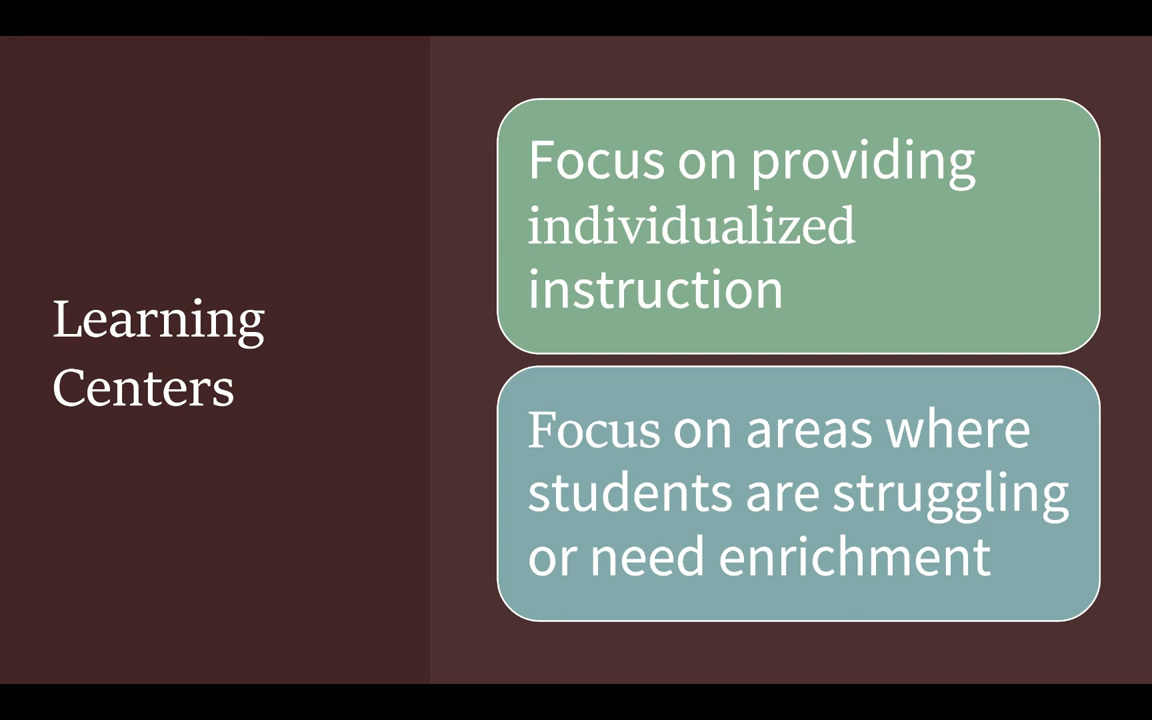 Learning
Centers
Focus on providing
individualized
instruction
Focus on areas where
students are struggling
or need enrichment